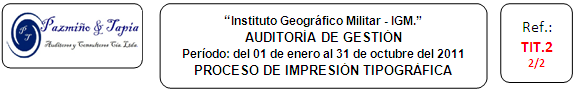 Pazmiño & Tapia
Auditores y Consultores Cía. Ltda.
PT
“Instituto Geográfico Militar - IGM.”
AUDITORÍA DE GESTIÓN
Período: del 01 de enero al 31 de octubre del 2011
PROCESO DE IMPRESIÓN TIPOGRÁFICA
Ref.:
TIT.2
2/2